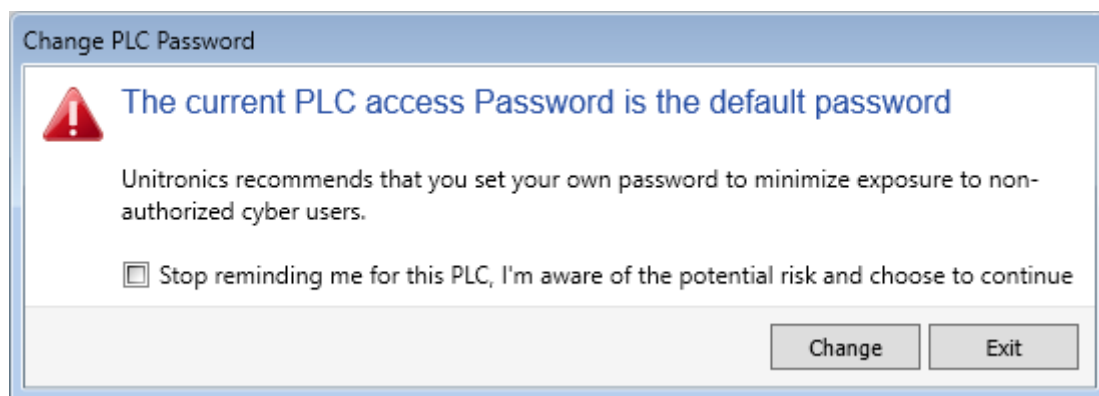 Change PLC Password
The current PLC access Password is the default password
Unitronics recommends that you set your own password to minimize exposure to non-
authorized cyber users.
Stop reminding me for this PLC, I'm aware of the potential risk and choose to continue
Change Exit